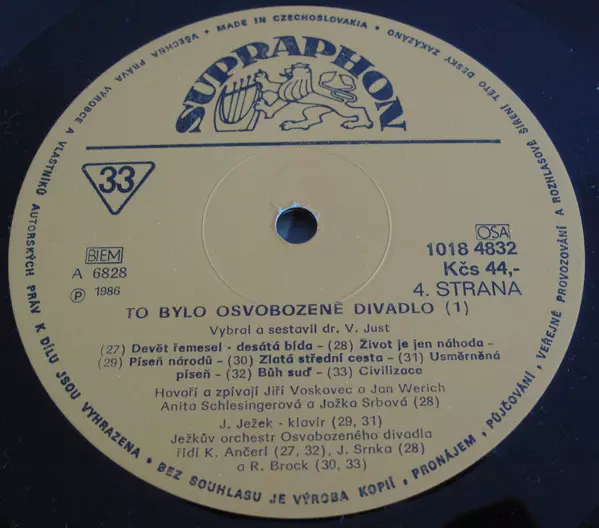 • MADE IN CZECHOSLOVAKIA • VŠECHNA PRÁVA VÝROBCE A VLASTNÍKŮ AUTORSKÝCH PRÁV K DÍLU JSOU VYHRAZENA • BEZ SOUHLASU JE VÝROBA KOPIÍ, PRONÁJEM, PŮJČOVÁNÍ, VEŘEJNÉ PROVOZOVÁNÍ A ROZHLASOVÉ ŠÍŘENÍ TÉTO DESKY ZAKÁZÁNO
SUPRAPHON
33
BIEM
A 6828
Ⓟ 1986
OSA
1018 4832
Kčs 44,-
4. STRANA
TO BYLO OSVOBOZENÉ DIVADLO (1)
Vybral a sestavil dr. V. Just
(27) Devět řemesel - desátá bída - (28) Život je jen náhoda -
(29) Píseň národů - (30) Zlatá střední cesta - (31) Usměrněná
píseň - (32) Bůh suď - (33) Civilizace
Hovoří a zpívají Jiří Voskovec a Jan Werich
Anita Schlesingerová a Jožka Srbová (28)
J. Ježek - klavír (29, 31)
Ježkův orchestr Osvobozeného divadla
řídí K. Ančerl (27, 32), J. Srnka (28)
a R. Brock (30, 33)